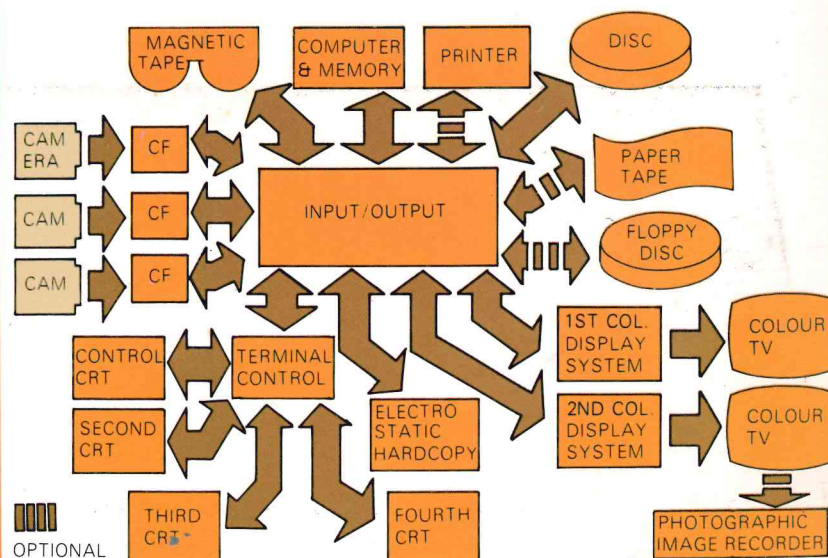 MAGNETIC
TAPE
COMPUTER
& MEMORY
PRINTER
DISC
CAM
ERA
CF
PAPER
TAPE
CAM
CF
INPUT/OUTPUT
FLOPPY
DISC
CAM
CF
1ST COL.
DISPLAY
SYSTEM
COLOUR
TV
CONTROL
CRT
TERMINAL
CONTROL
ELECTRO
STATIC
HARDCOPY
2ND COL.
DISPLAY
SYSTEM
COLOUR
TV
SECOND
CRT
THIRD
CRT
FOURTH
CRT
PHOTOGRAPHIC
IMAGE RECORDER
OPTIONAL